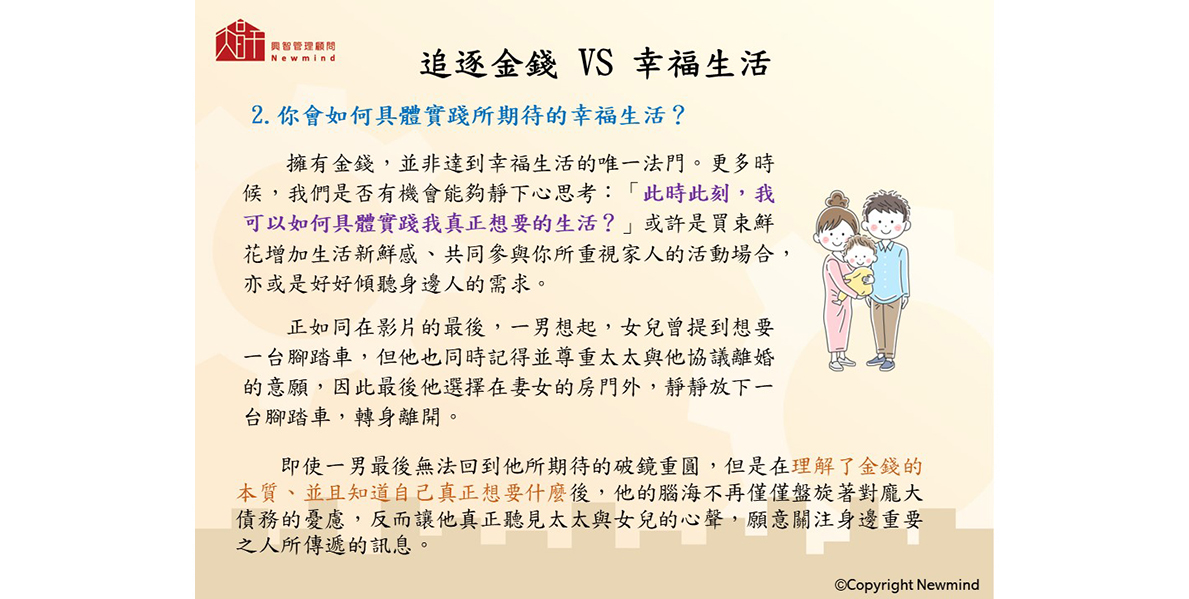 興智管理顧問
Newmind
追逐金錢 VS 幸福生活
2. 你會如何具體實踐所期待的幸福生活？
擁有金錢，並非達到幸福生活的唯一法門。更多時
候，我們是否有機會能夠靜下心思考：「此時此刻，我
可以如何具體實踐我真正想要的生活？」或許是買束鮮
花增加生活新鮮感、共同參與你所重視家人的活動場合，
亦或是好好傾聽身邊人的需求。
正如同在影片的最後，一男想起，女兒曾提到想要
一台腳踏車，但他也同時記得並尊重太太與他協議離婚
的意願，因此最後他選擇在妻女的房門外，靜靜放下一
台腳踏車，轉身離開。
即使一男最後無法回到他所期待的破鏡重圓，但是在理解了金錢的
本質、並且知道自己真正想要什麼後，他的腦海不再僅僅盤旋著對龐大
債務的憂慮，反而讓他真正聽見太太與女兒的心聲，願意關注身邊重要
之人所傳遞的訊息。
©Copyright Newmind